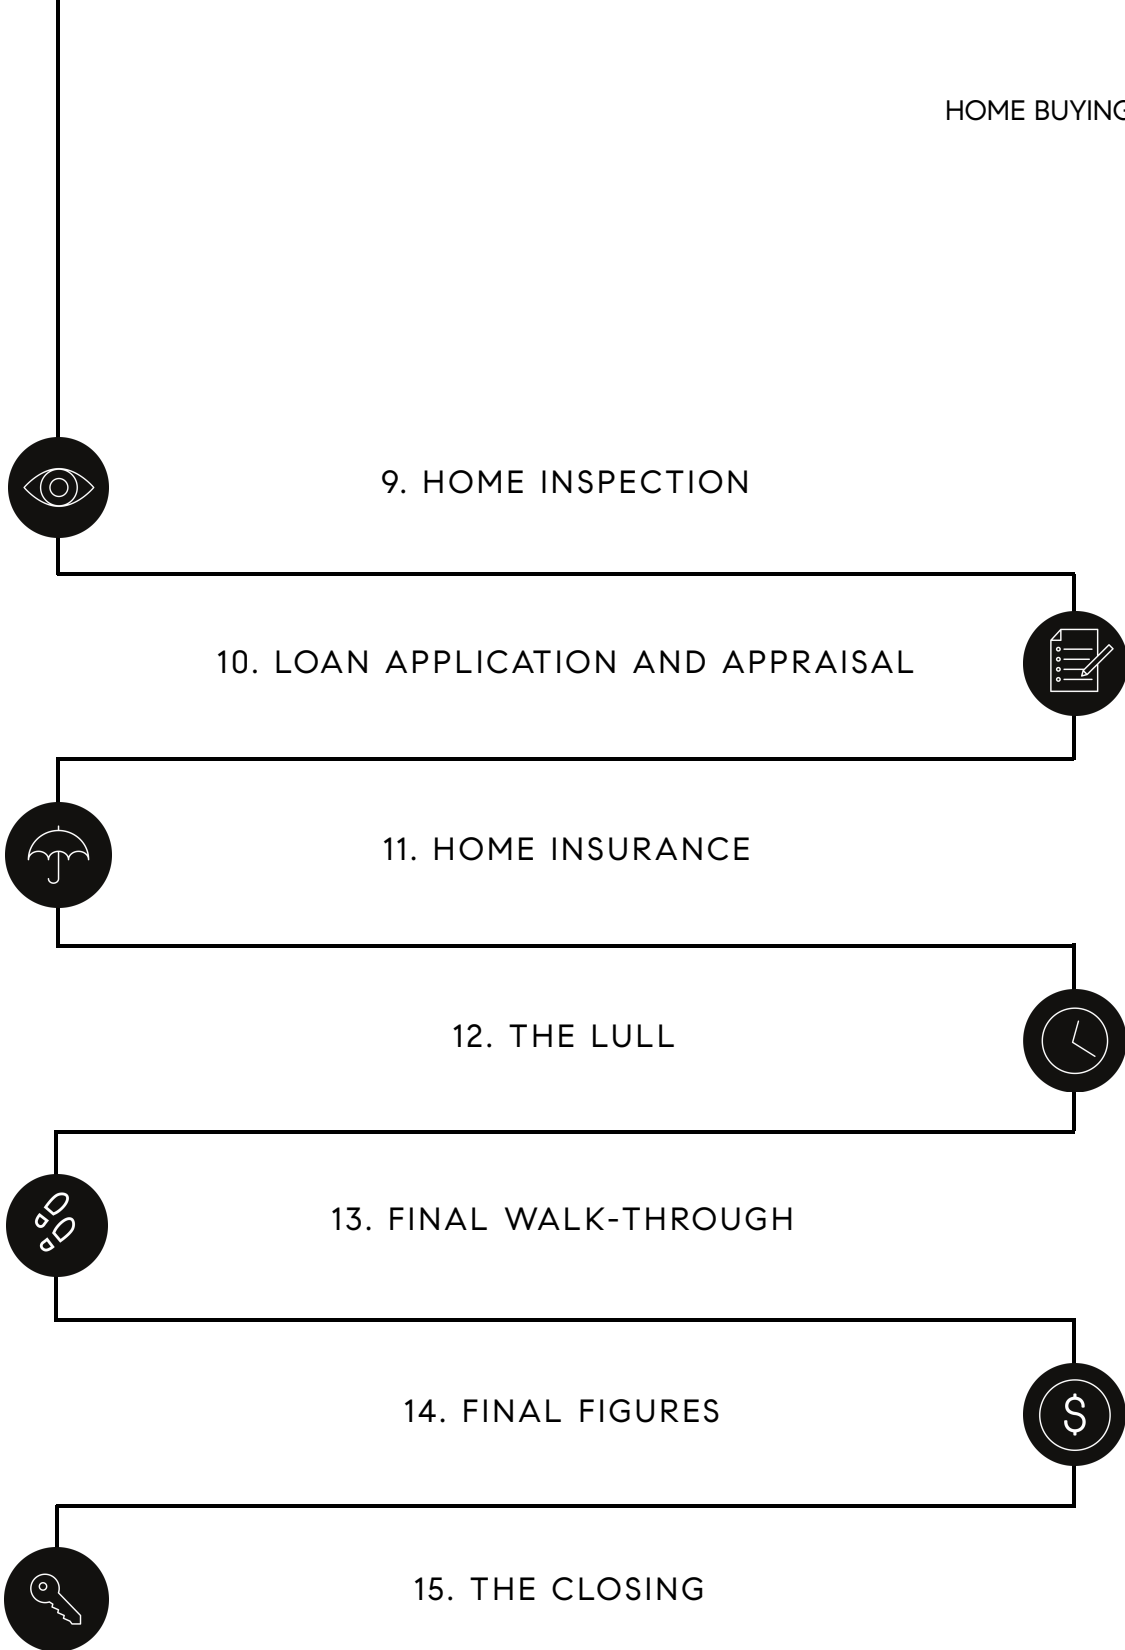 HOME BUYING
9. HOME INSPECTION
10. LOAN APPLICATION AND APPRAISAL
11. HOME INSURANCE
12. THE LULL
13. FINAL WALK-THROUGH
14. FINAL FIGURES
$
15. THE CLOSING